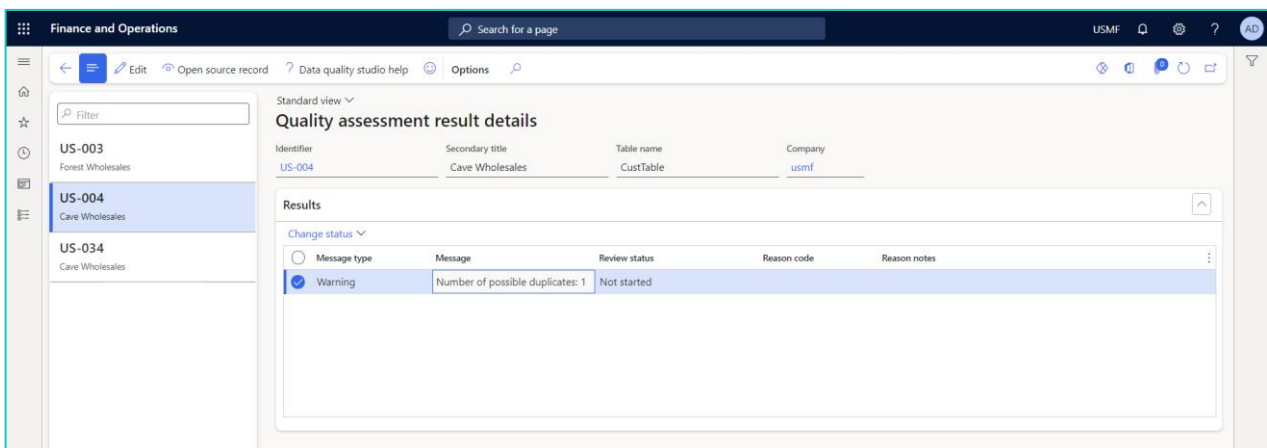 Finance and Operations
Search for a page
USMF
?
AD
Edit
Open source record
? Data quality studio help
Options
0
Filter
US-003
Forest Wholesales
US-004
Cave Wholesales
US-034
Cave Wholesales
Standard view
Quality assessment result details
Identifier Secondary title Table name Company
US-004 Cave Wholesales CustTable usmf
Results
Change status
Message type Message Review status Reason code Reason notes
Warning Number of possible duplicates: 1 Not started